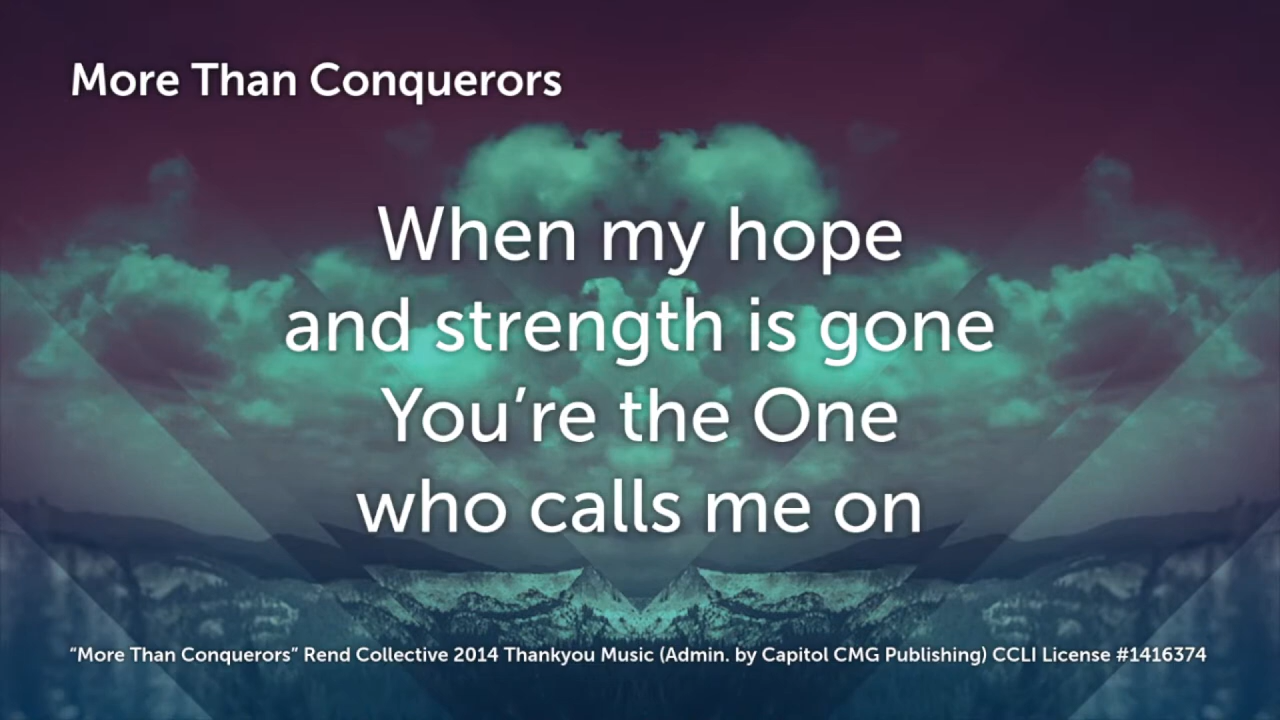 More Than Conquerors
When my hope
and strength is gone
You’re the One
who calls me on
“More Than Conquerors” Rend Collective 2014 Thankyou Music (Admin. by Capitol CMG Publishing) CCLI License #1416374